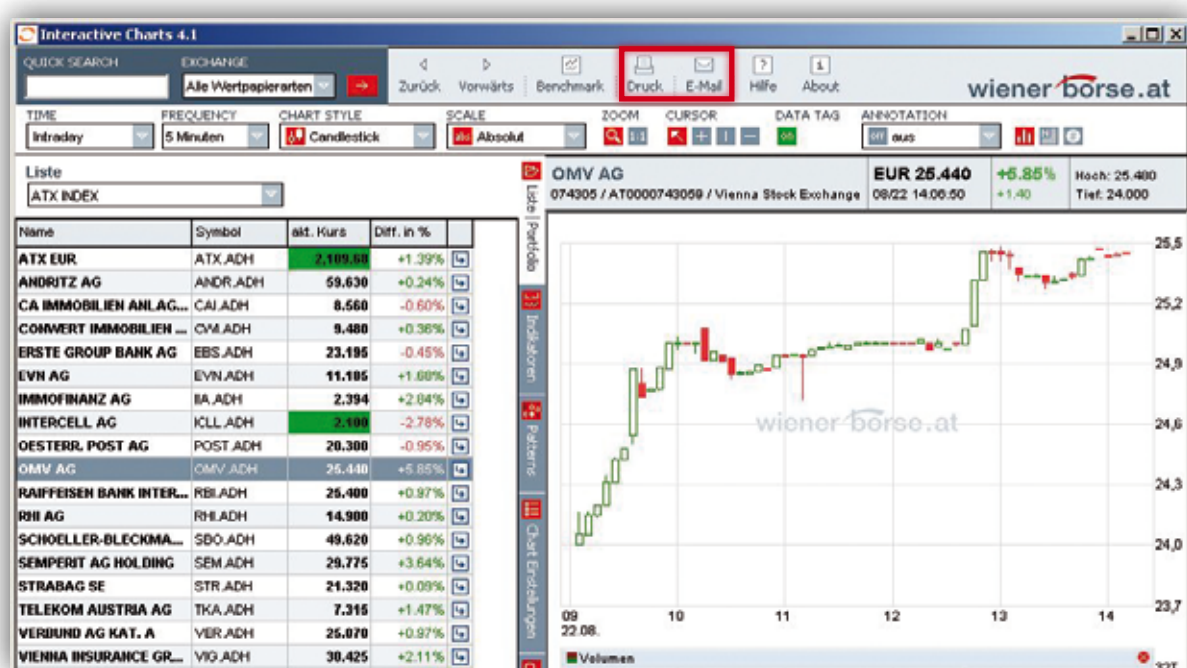 Interactive Charts 4.1
QUICK SEARCH EXCHANGE
Alle Wertpapierarten
Zurück Vorwärts Benchmark Druck E-Mail Hilfe About
wiener börse.at
TIME FREQUENCY CHART STYLE SCALE ZOOM CURSOR DATA TAG ANNOTATION
Intraday 5 Minuten Candlestick abs Absolut 1:1 on off aus
Liste
ATX INDEX
Name Symbol akt. Kurs Diff. in %
ATX EUR ATX.ADH 2,109.68 +1.39%
ANDRITZ AG ANDR.ADH 59.630 +0.24%
CA IMMOBILIEN ANLAG... CAI.ADH 8.560 -0.60%
CONWERT IMMOBILIEN ... CWI.ADH 9.480 +0.36%
ERSTE GROUP BANK AG EBS.ADH 23.195 -0.45%
EVN AG EVN.ADH 11.185 +1.68%
IMMOFINANZ AG IIA.ADH 2.394 +2.84%
INTERCELL AG ICLL.ADH 2.100 -2.78%
OESTERR. POST AG POST.ADH 20.300 -0.95%
OMV AG OMV.ADH 25.440 +5.85%
RAIFFEISEN BANK INTER... RBI.ADH 25.400 +0.97%
RHI AG RHI.ADH 14.900 +0.20%
SCHOELLER-BLECKMA... SBO.ADH 49.620 +0.96%
SEMPERIT AG HOLDING SEM.ADH 29.775 +3.64%
STRABAG SE STR.ADH 21.320 +0.09%
TELEKOM AUSTRIA AG TKA.ADH 7.315 +1.47%
VERBUND AG KAT. A VER.ADH 25.070 +0.97%
VIENNA INSURANCE GR... VIG.ADH 30.425 +2.11%
Liste | Portfolio
Indikatoren
Patterns
Chart Einstellungen
OMV AG EUR 25.440 +5.85% Hoch: 25.480
074305 / AT0000743059 / Vienna Stock Exchange 08/22 14:06:50 +1.40 Tief: 24.000
25,5
25,2
24,9
wiener börse.at
24,6
24,3
24,0
23,7
09 10 11 12 13 14
22.08.
Volumen
32T